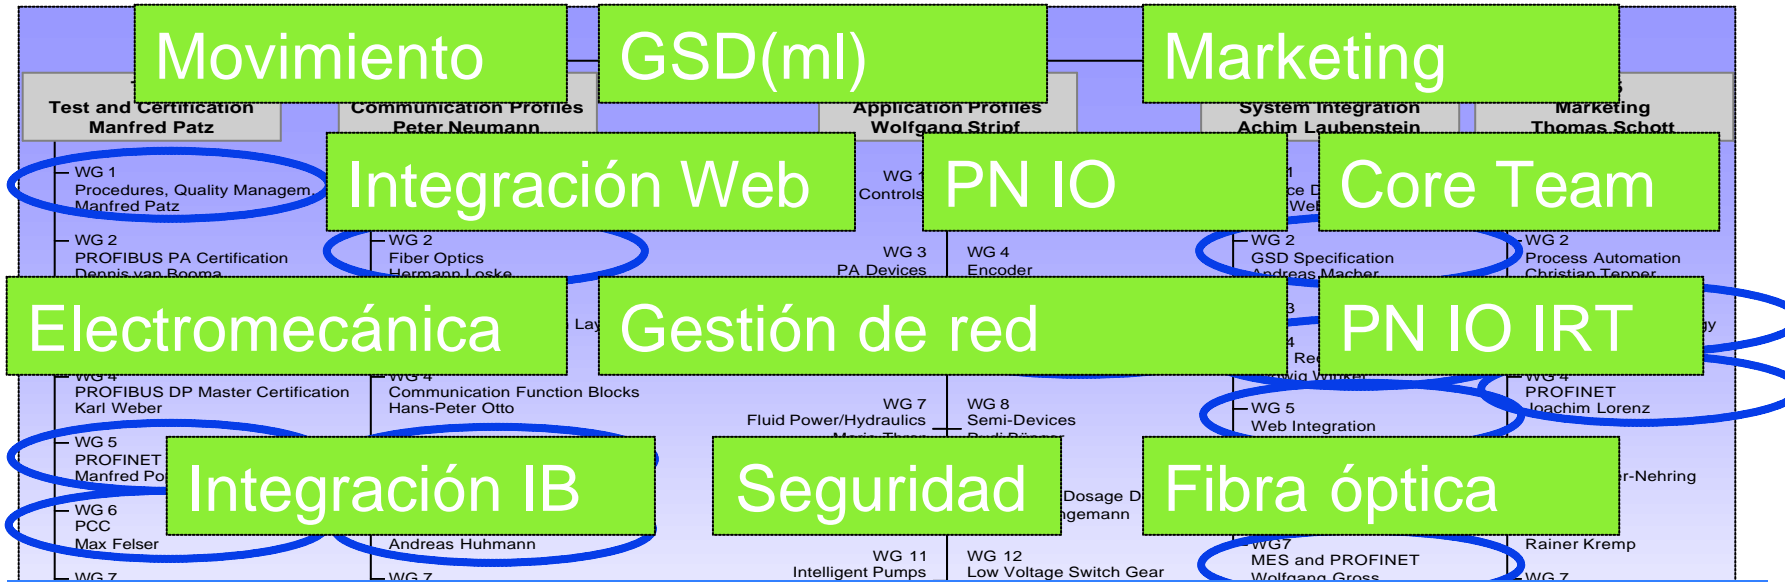 Movimiento
GSD(ml)
Marketing
Test and Certification
Manfred Patz
Communication Profiles
Peter Neumann
Application Profiles
Wolfgang Stripf
System Integration
Achim Laubenstein
Marketing
Thomas Schott
Integración Web
PN IO
Core Team
WG 1
Procedures, Quality Managem.
Manfred Patz
WG
Controls
WG 2
PROFIBUS PA Certification
Dennis van Booma
WG 2
Fiber Optics
Hermann Loske
WG 3
PA Devices
WG 4
Encoder
WG 2
GSD Specification
Andreas Macher
WG 2
Process Automation
Christian Tepper
Electromecánica
Gestión de red
PN IO IRT
WG 4
PROFIBUS DP Master Certification
Karl Weber
WG 4
Communication Function Blocks
Hans-Peter Otto
WG 7
Fluid Power/Hydraulics
WG 8
Semi-Devices
WG 5
Web Integration
WG 4
PROFINET
Joachim Lorenz
Integración IB
Seguridad
Fibra óptica
WG 5
PROFINET
Manfred
WG 6
PCC
Max Felser
Andreas Huhmann
Dosage
WG 11
Intelligent Pumps
WG 12
Low Voltage Switch Gear
WG7
MES and PROFINET
Wolfgang Gross
Rainer Kremp
WG 7
WG 7
WG 7